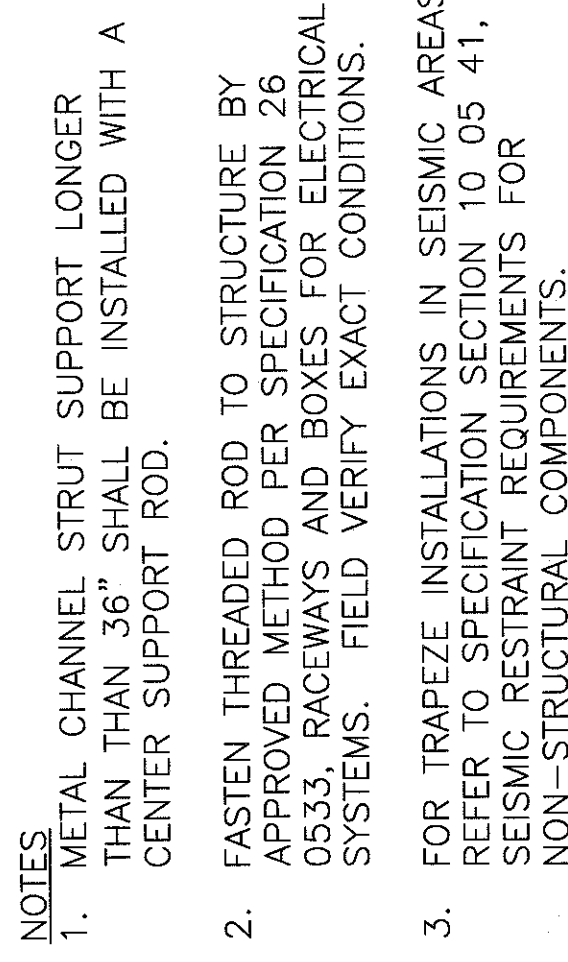 NOTES
1. METAL CHANNEL STRUT SUPPORT LONGER
THAN THAN 36" SHALL BE INSTALLED WITH A
CENTER SUPPORT ROD.
2. FASTEN THREADED ROD TO STRUCTURE BY
APPROVED METHOD PER SPECIFICATION 26
0533, RACEWAYS AND BOXES FOR ELECTRICAL
SYSTEMS. FIELD VERIFY EXACT CONDITIONS.
3. FOR TRAPEZE INSTALLATIONS IN SEISMIC AREAS
REFER TO SPECIFICATION SECTION 10 05 41,
SEISMIC RESTRAINT REQUIREMENTS FOR
NON-STRUCTURAL COMPONENTS.